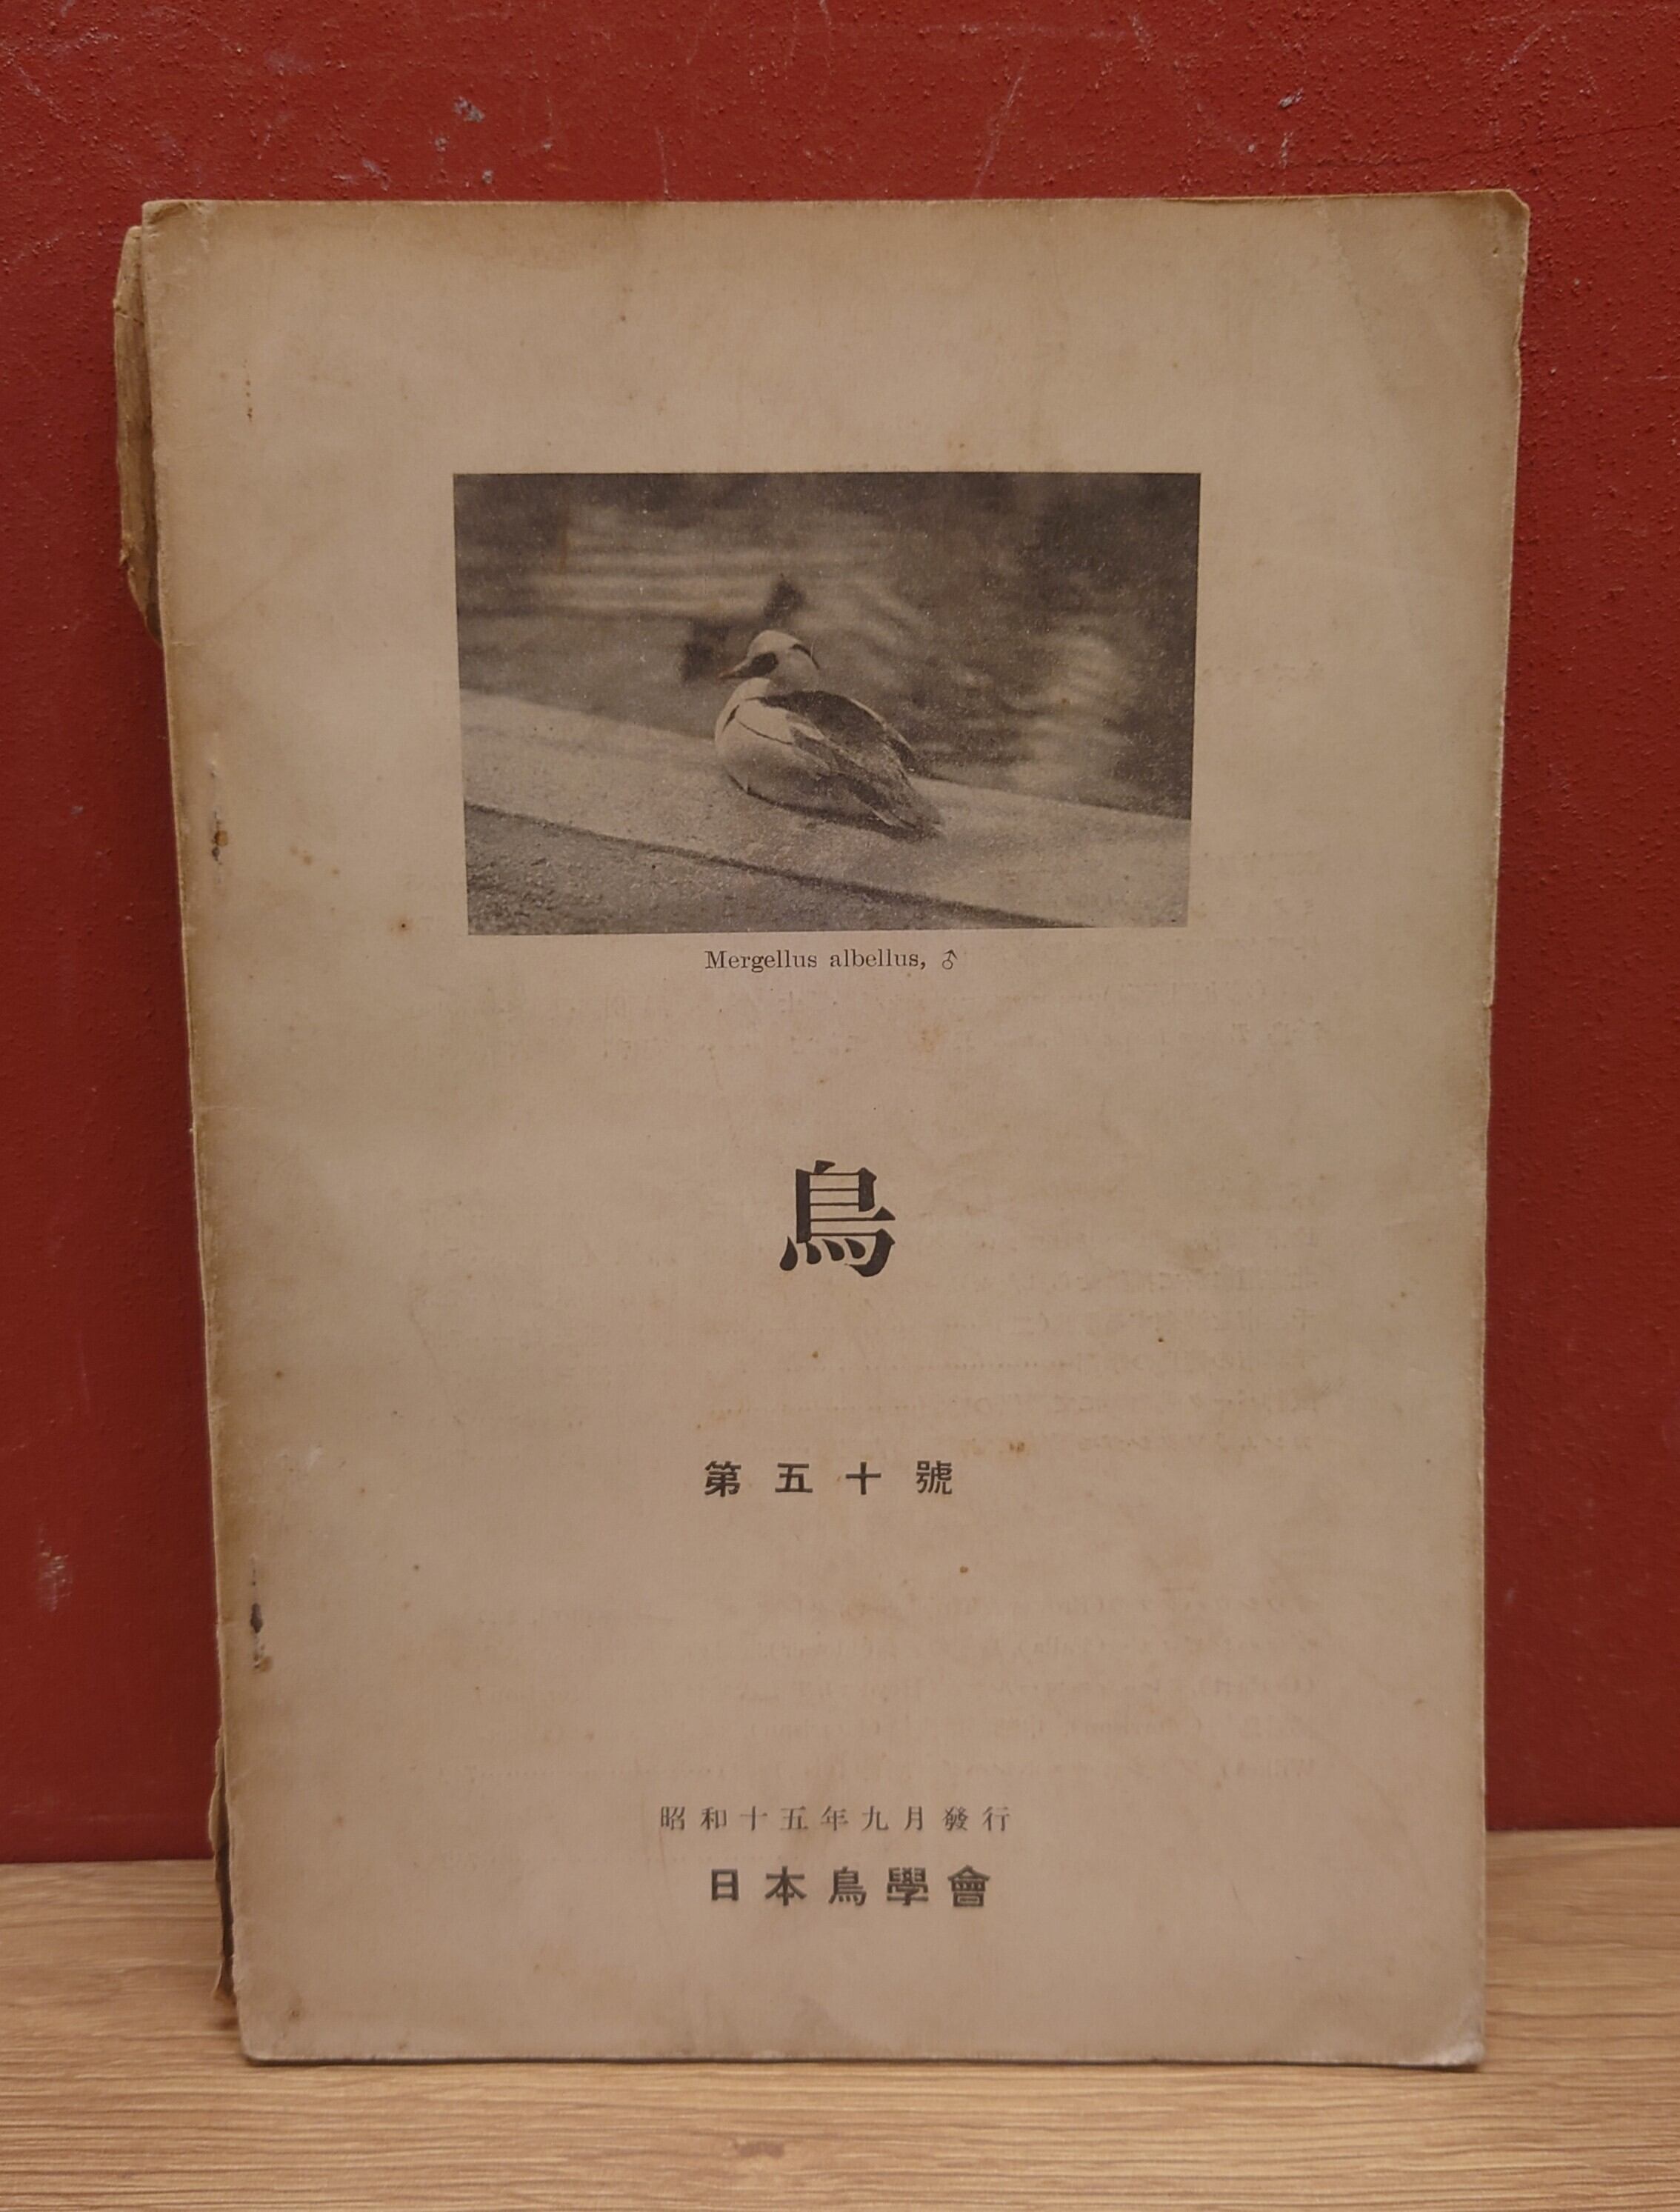 Mergellus albellus, ♂
鳥
第五十號
昭和十五年九月發行
日本鳥學會